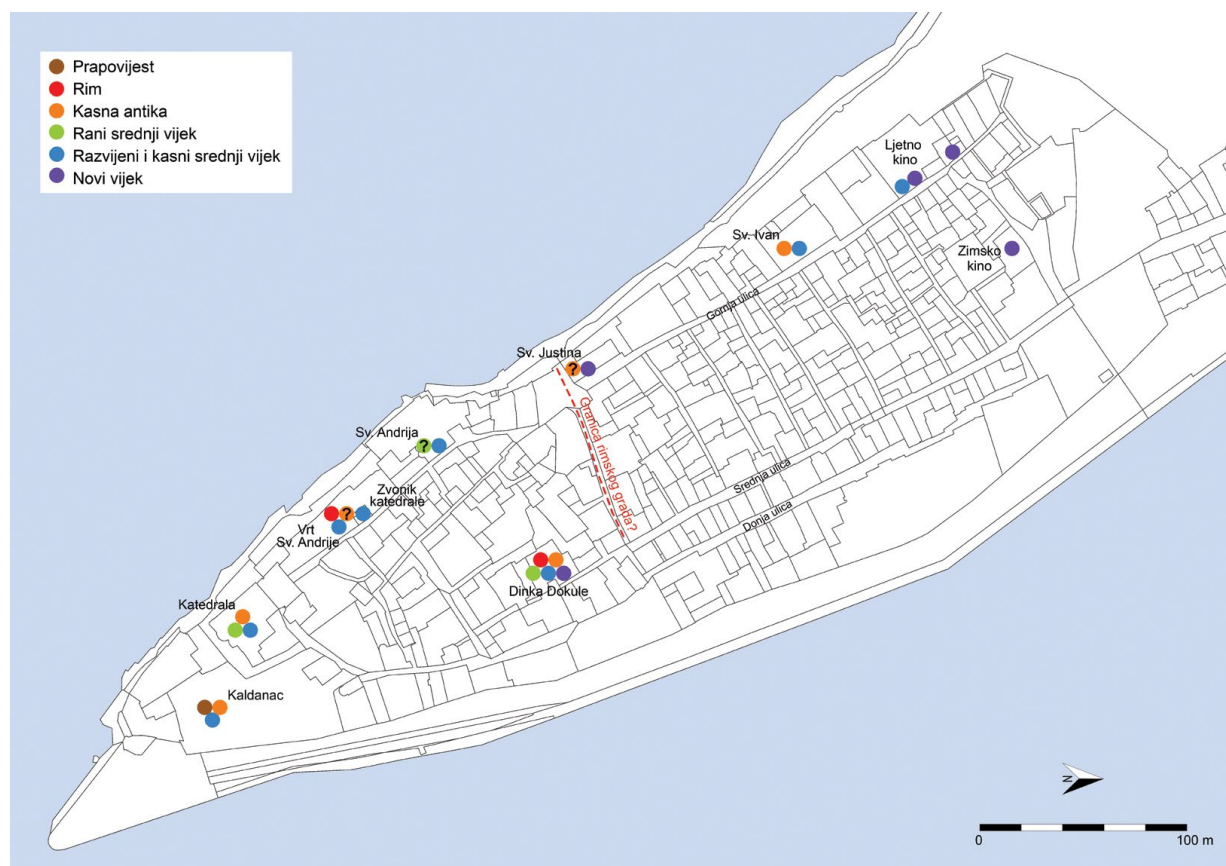 Prapovijest
Rim
Kasna antika
Rani srednji vijek
Razvijeni i kasni srednji vijek
Novi vijek
Ljetno
kino
Sv. Ivan
Zimsko
kino
Gornja ulica
Sv. Justina
?
Granica rimskog grada?
Sv. Andrija
?
Srednja ulica
Zvonik
katedrale
?
Donja ulica
Vrt
Sv. Andrije
Dinka Dokule
Katedrala
Kaldanac
N
0 100 m